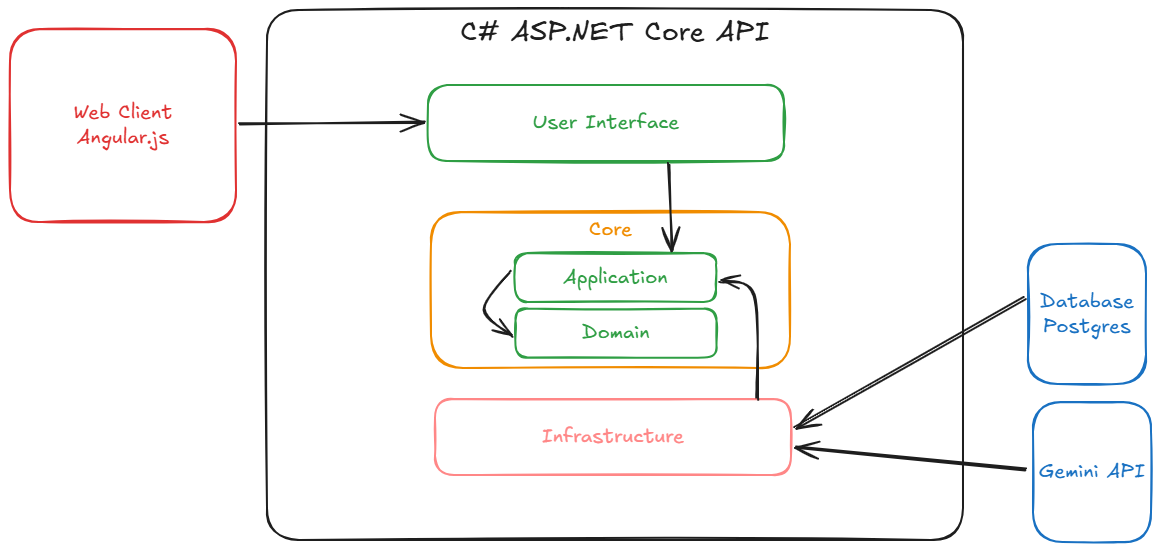 C# ASP.NET Core API
Web Client
Angular.js
User Interface
Core
Application
Domain
Infrastructure
Database
Postgres
Gemini API